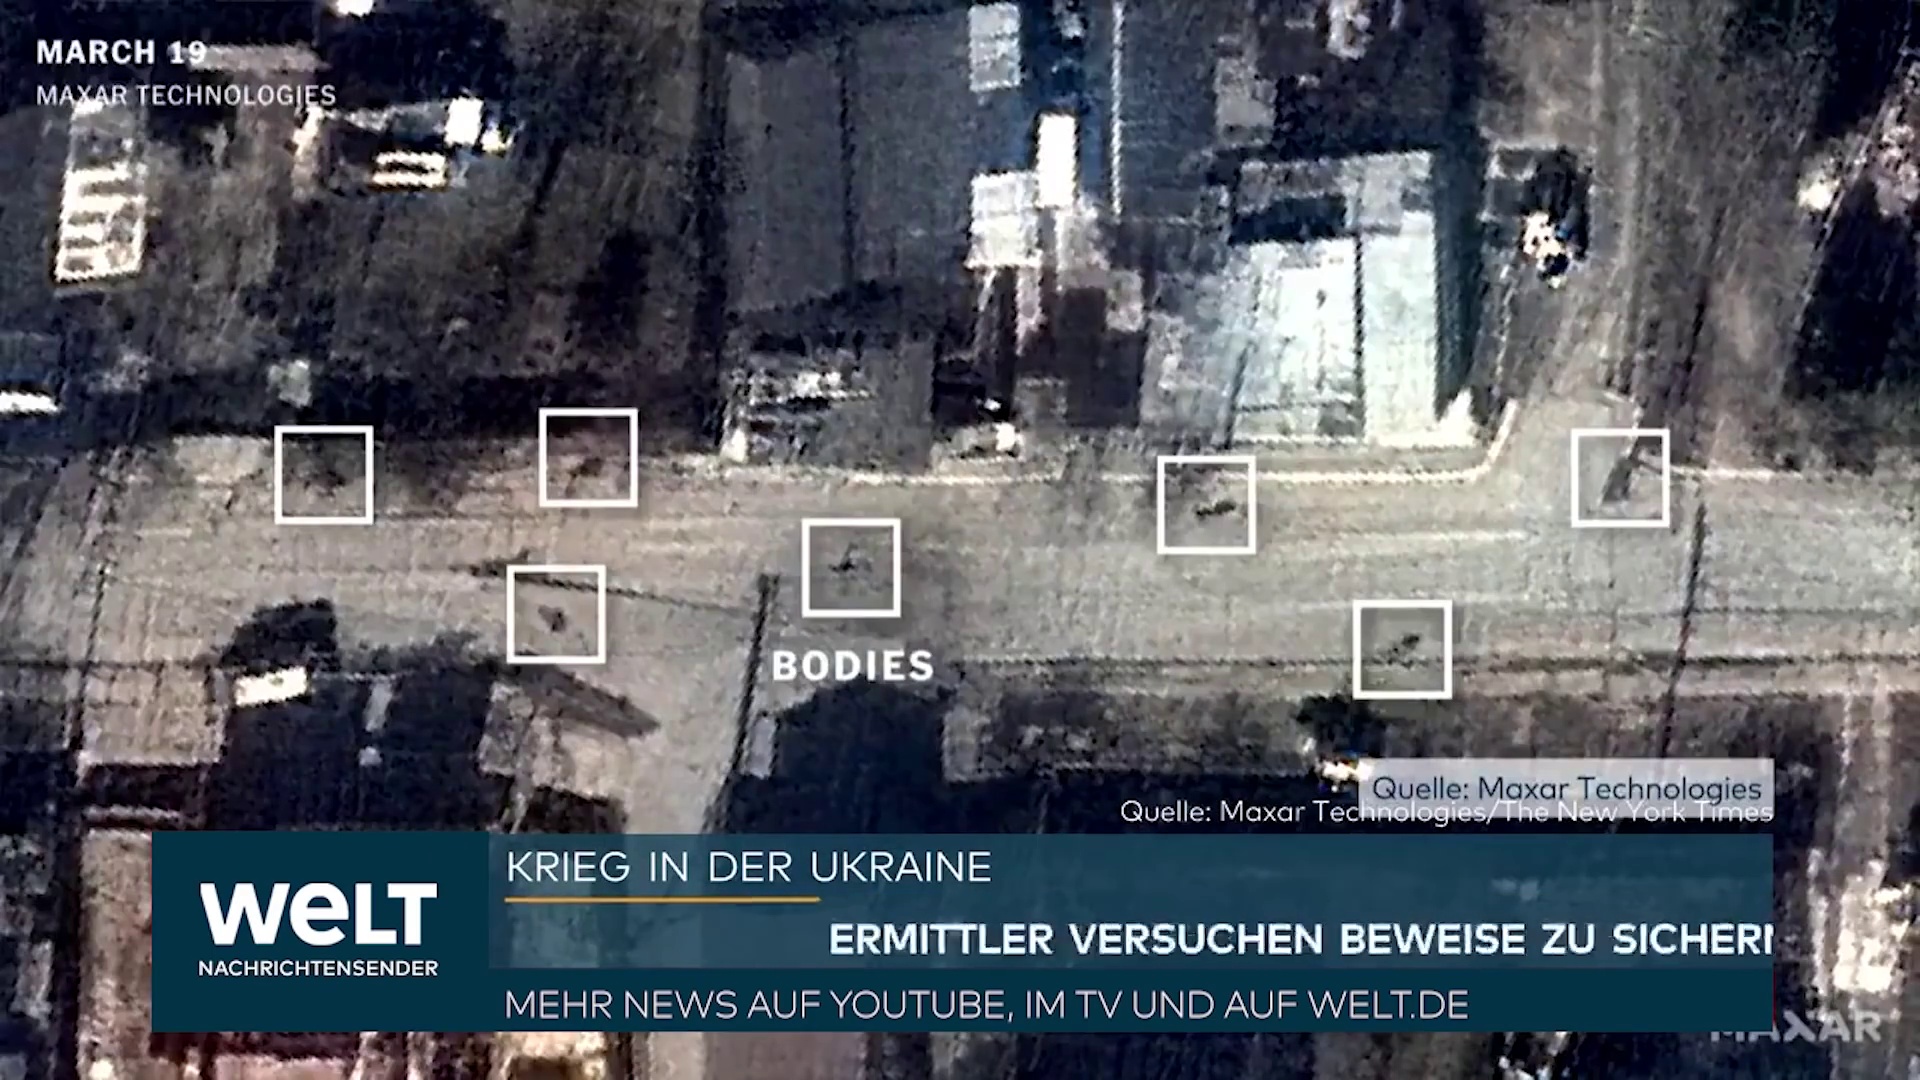 MARCH 19
MAXAR TECHNOLOGIES
BODIES
Quelle: Maxar Technologies
Quelle: Maxar Technologies/The New York Times
welt
NACHRICHTENSENDER
KRIEG IN DER UKRAINE
ERMITTLER VERSUCHEN BEWEISE ZU SICHERN
MEHR NEWS AUF YOUTUBE, IM TV UND AUF WELT.DE
MAXAR